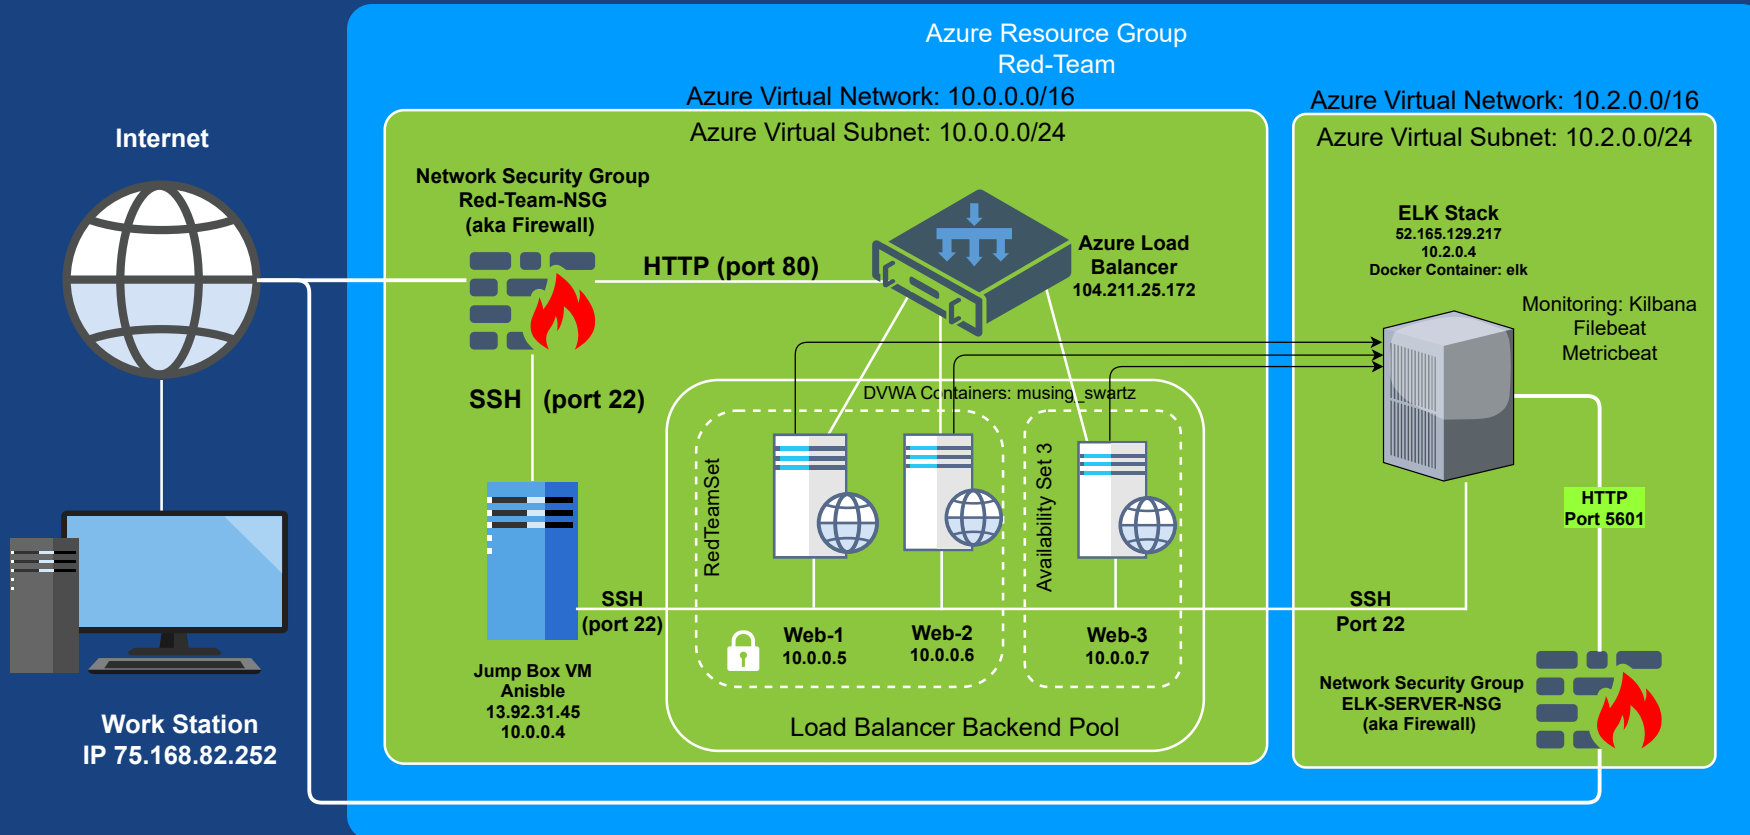 Azure Resource Group
Red-Team
Azure Virtual Network: 10.0.0.0/16
Azure Virtual Network: 10.2.0.0/16
Azure Virtual Subnet: 10.0.0.0/24
Azure Virtual Subnet: 10.2.0.0/24
Internet
Network Security Group
Red-Team-NSG
(aka Firewall)
HTTP (port 80)
Azure Load
Balancer
104.211.25.172
ELK Stack
52.165.129.217
10.2.0.4
Docker Container: elk
Monitoring: Kilbana
Filebeat
Metricbeat
SSH (port 22)
DVWA Containers: musing_swartz
RedTeamSet
Availability Set 3
HTTP
Port 5601
SSH
(port 22)
SSH
Port 22
Web-1
10.0.0.5
Web-2
10.0.0.6
Web-3
10.0.0.7
Jump Box VM
Anisble
13.92.31.45
10.0.0.4
Load Balancer Backend Pool
Network Security Group
ELK-SERVER-NSG
(aka Firewall)
Work Station
IP 75.168.82.252